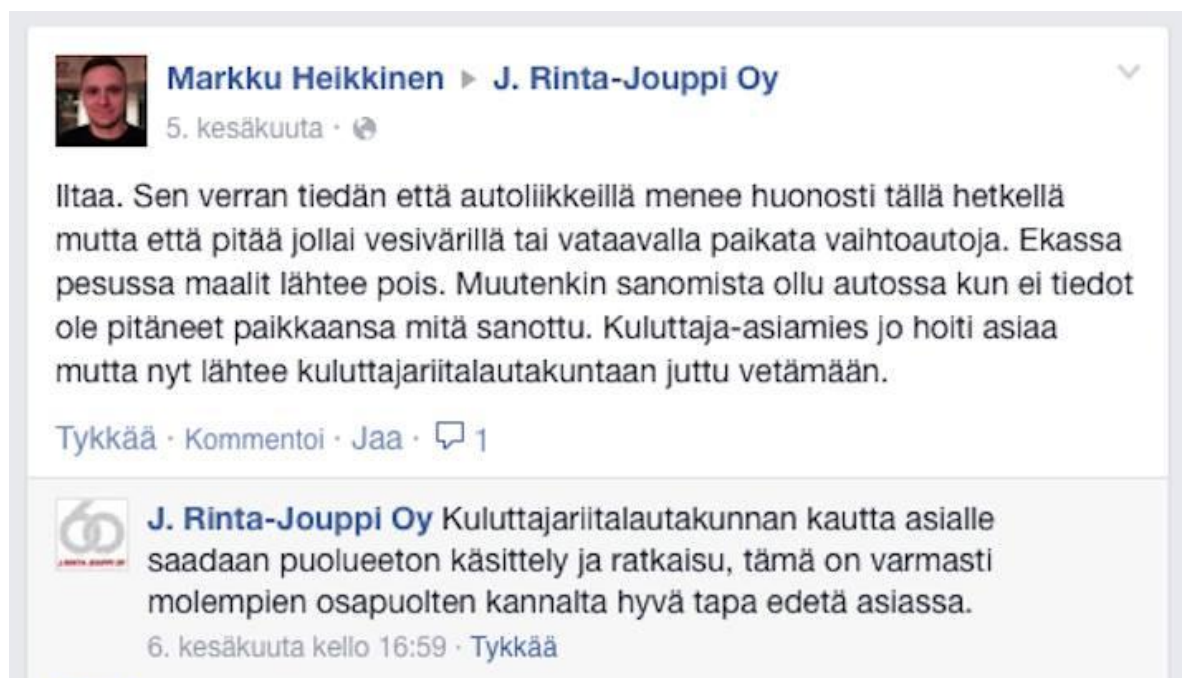 Markku Heikkinen ▸ J. Rinta-Jouppi Oy
5. kesäkuuta ·
Iltaa. Sen verran tiedän että autoliikkeillä menee huonosti tällä hetkellä
mutta että pitää jollai vesivärillä tai vataavalla paikata vaihtoautoja. Ekassa
pesussa maalit lähtee pois. Muutenkin sanomista ollu autossa kun ei tiedot
ole pitäneet paikkaansa mitä sanottu. Kuluttaja-asiamies jo hoiti asiaa
mutta nyt lähtee kuluttajariitalautakuntaan juttu vetämään.
Tykkää · Kommentoi · Jaa · 1
60
J. RINTA-JOUPPI OY
J. Rinta-Jouppi Oy Kuluttajariitalautakunnan kautta asialle
saadaan puolueeton käsittely ja ratkaisu, tämä on varmasti
molempien osapuolten kannalta hyvä tapa edetä asiassa.
6. kesäkuuta kello 16:59 · Tykkää